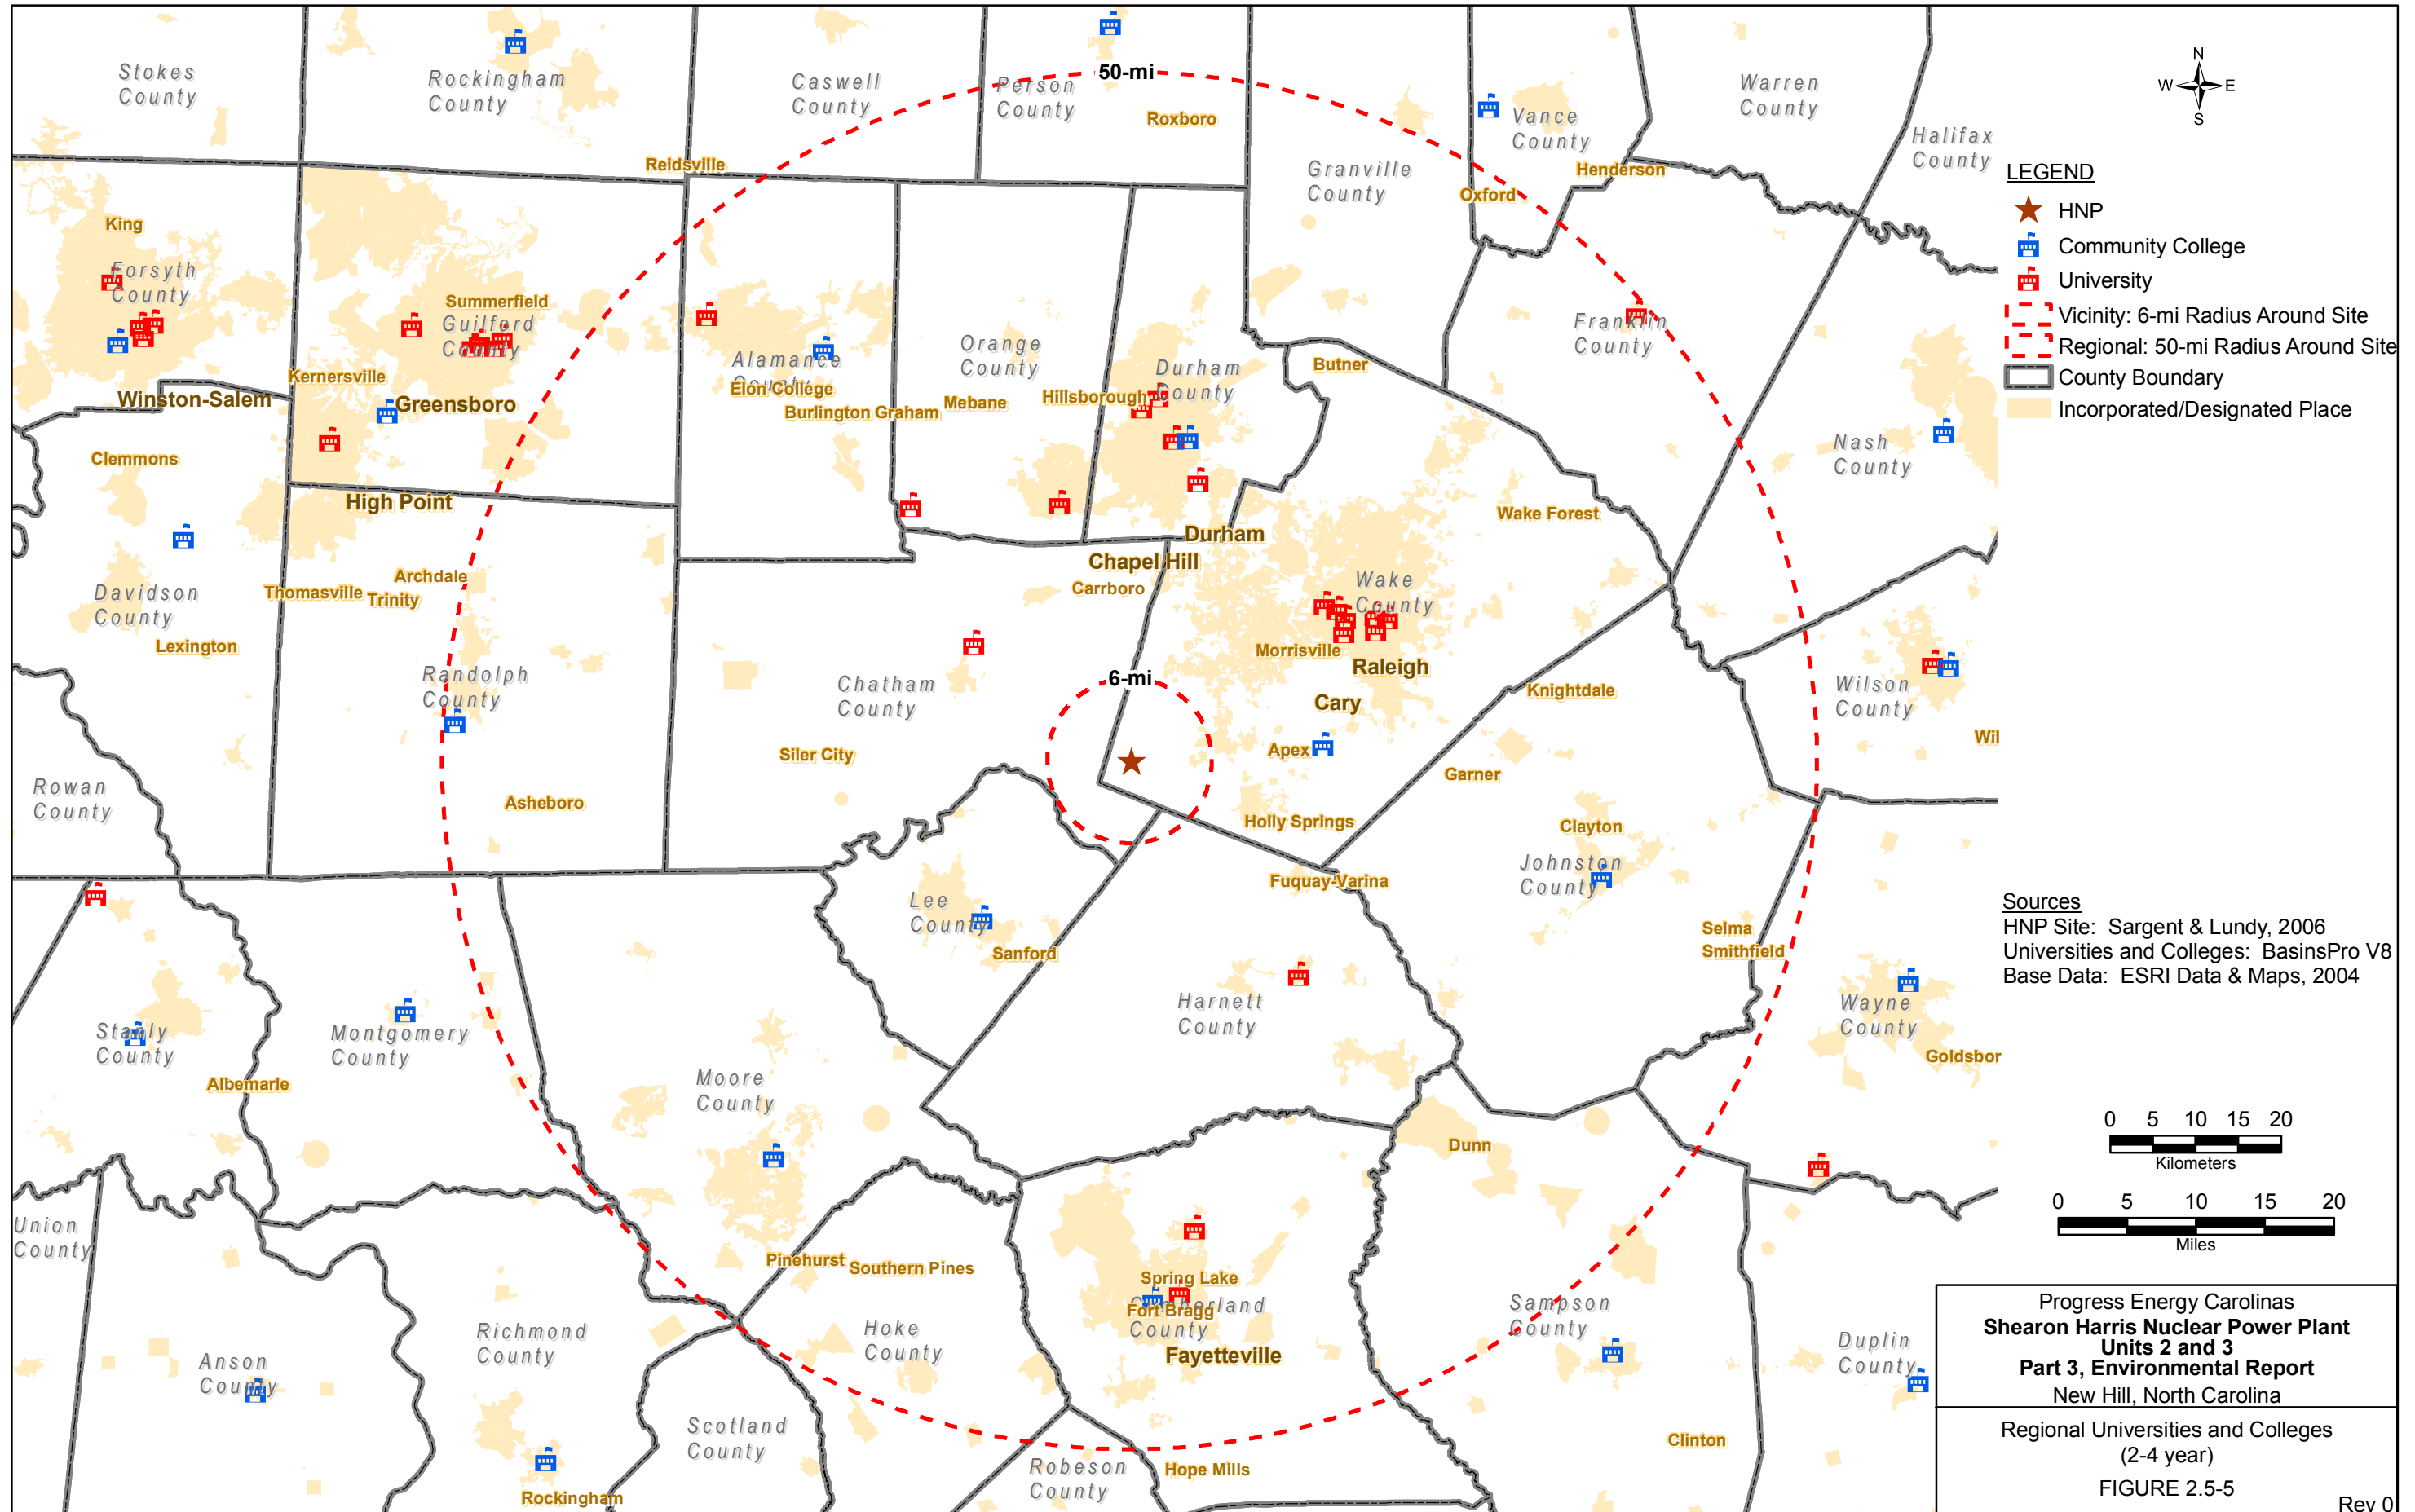 50-mi
Stokes
County
Rockingham
County
Caswell
County
Person
County
Roxboro
Vance
County
Warren
County
Halifax
County
Granville
County
Reidsville
Henderson
Oxford
King
Forsyth
County
Summerfield
Guilford
County
Kernersville
Winston-Salem
Greensboro
Alamance
County
Elon College
Burlington Graham
Mebane
Orange
County
Hillsborough
Durham
County
Butner
Franklin
County
Nash
County
Clemmons
High Point
Durham
Chapel Hill
Carrboro
Wake Forest
Davidson
County
Thomasville
Archdale
Trinity
Lexington
Wake
County
Morrisville
Raleigh
Randolph
County
Chatham
County
6-mi
Cary
Knightdale
Wilson
County
Wil
Siler City
Apex
Garner
Rowan
County
Asheboro
Holly Springs
Clayton
Johnston
County
Fuquay-Varina
Lee
County
Sanford
Selma
Smithfield
Harnett
County
Wayne
County
Goldsbor
Stanly
County
Albemarle
Montgomery
County
Moore
County
Dunn
Union
County
Pinehurst
Southern Pines
Spring Lake
Fort Bragg
Cumberland
County
Fayetteville
Sampson
County
Duplin
County
Richmond
County
Hoke
County
Anson
County
Scotland
County
Robeson
County
Hope Mills
Clinton
Rockingham
N
W E
S
LEGEND
HNP
Community College
University
Vicinity: 6-mi Radius Around Site
Regional: 50-mi Radius Around Site
County Boundary
Incorporated/Designated Place
Sources
HNP Site: Sargent & Lundy, 2006
Universities and Colleges: BasinsPro V8
Base Data: ESRI Data & Maps, 2004
0 5 10 15 20
Kilometers
0 5 10 15 20
Miles
Progress Energy Carolinas
Shearon Harris Nuclear Power Plant
Units 2 and 3
Part 3, Environmental Report
New Hill, North Carolina
Regional Universities and Colleges
(2-4 year)
FIGURE 2.5-5
Rev 0